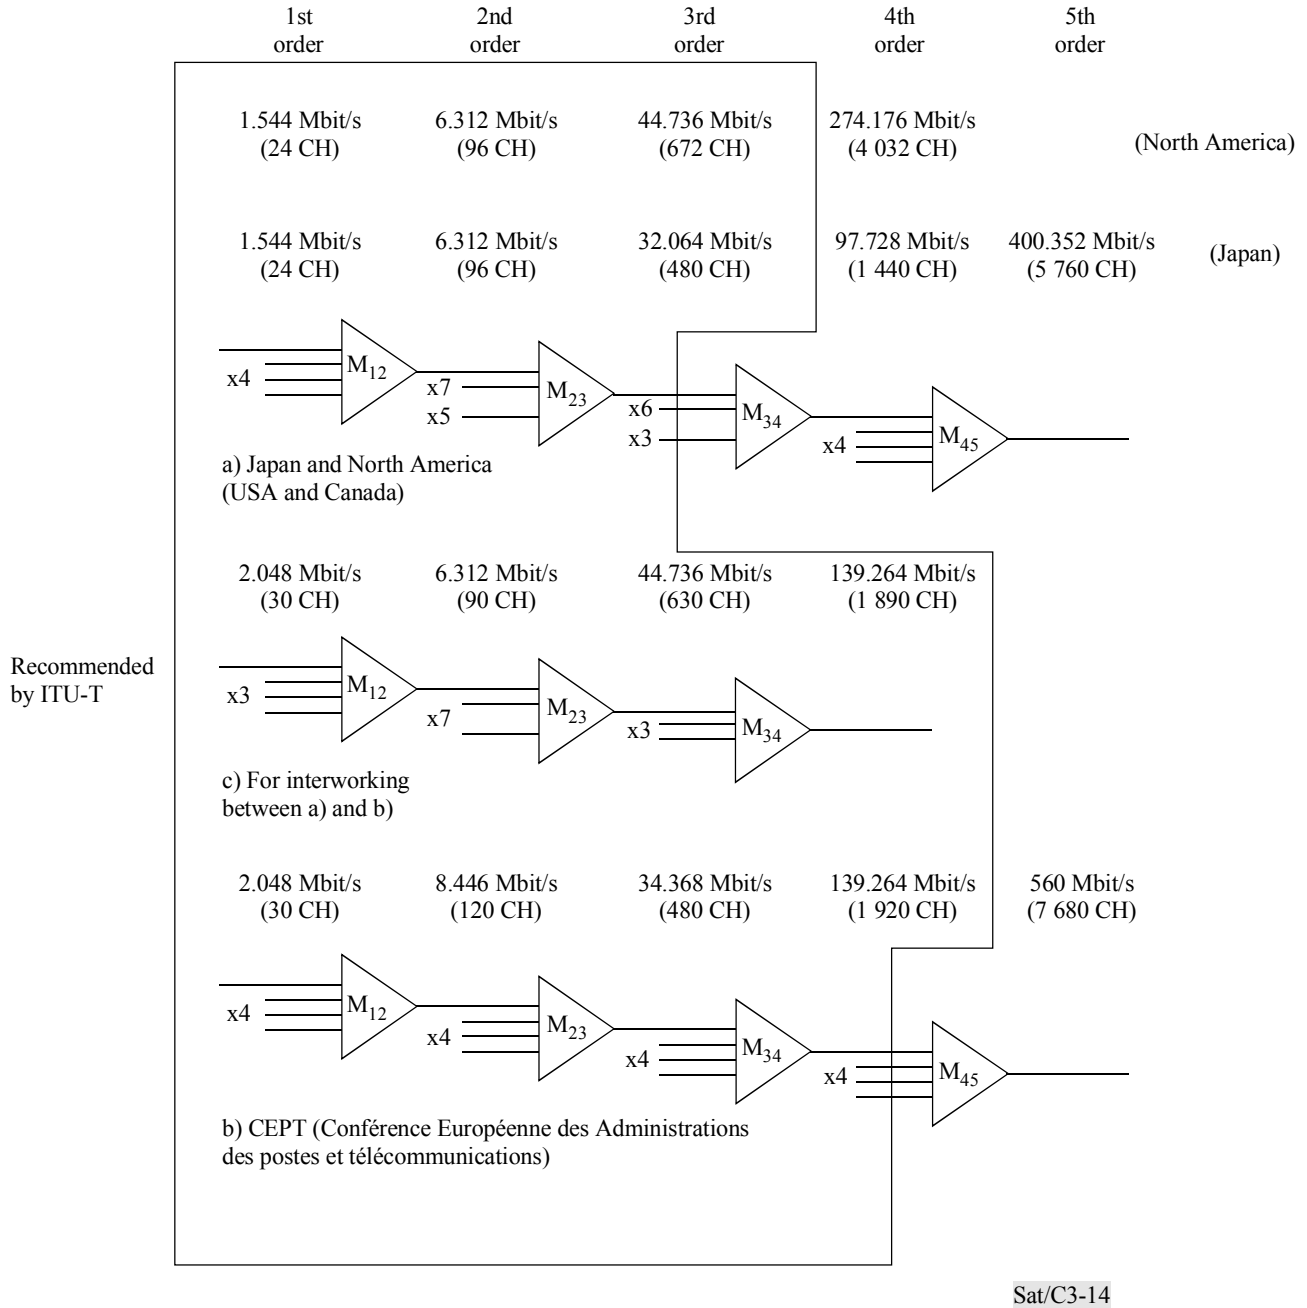 1st 2nd 3rd 4th 5th
order order order order order
1.544 Mbit/s 6.312 Mbit/s 44.736 Mbit/s 274.176 Mbit/s
(24 CH) (96 CH) (672 CH) (4 032 CH)
(North America)
1.544 Mbit/s 6.312 Mbit/s 32.064 Mbit/s 97.728 Mbit/s 400.352 Mbit/s
(24 CH) (96 CH) (480 CH) (1 440 CH) (5 760 CH)
(Japan)
x4 M12 x7 x5 M23 x6 x3 M34 x4 M45
a) Japan and North America
(USA and Canada)
2.048 Mbit/s 6.312 Mbit/s 44.736 Mbit/s 139.264 Mbit/s
(30 CH) (90 CH) (630 CH) (1 890 CH)
Recommended
by ITU-T
x3 M12 x7 M23 x3 M34
c) For interworking
between a) and b)
2.048 Mbit/s 8.446 Mbit/s 34.368 Mbit/s 139.264 Mbit/s 560 Mbit/s
(30 CH) (120 CH) (480 CH) (1 920 CH) (7 680 CH)
x4 M12 x4 M23 x4 M34 x4 M45
b) CEPT (Conférence Européenne des Administrations
des postes et télécommunications)
Sat/C3-14